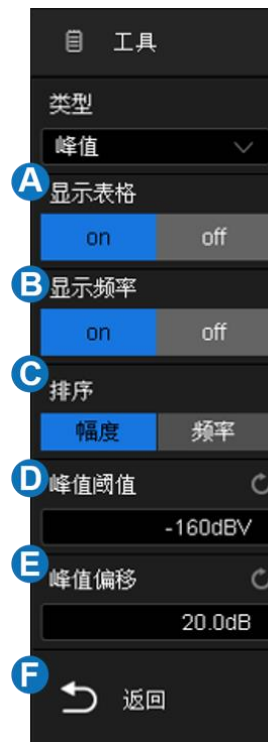 工具
类型
峰值
A
显示表格
on off
B
显示频率
on off
C
排序
幅度 频率
D
峰值阈值
-160dBV
E
峰值偏移
20.0dB
F
返回